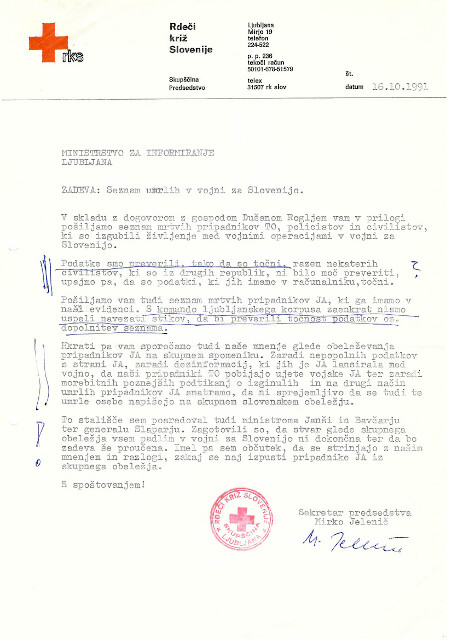 rks
Rdeči
križ
Slovenije
Skupščina
Predsedstvo
Ljubljana
Mirje 19
telefon
224-522
p. p. 236
tekoči račun
50101-678-51579
telex
31507 rk slov
št.
datum 16.10.1991
MINISTRSTVO ZA INFORMIRANJE
LJUBLJANA
ZADEVA: Seznam umrlih v vojni za Slovenijo.
V skladu z dogovorom z gospodom Dušanom Rogljem vam v prilogi
pošiljamo seznam mrtvih pripadnikov TO, policistov in civilistov,
ki so izgubili življenje med vojnimi operacijami v vojni za
Slovenijo.
Podatke smo preverili, tako da so točni, razen nekaterih
civilistov, ki so iz drugih republik, ni bilo moč preveriti,
upajmo pa, da so podatki, ki jih imamo v računalniku, točni.
?
Pošiljamo vam tudi seznam mrtvih pripadnikov JA, ki ga imamo v
naši evidenci. S komando ljubljanskega korpusa zaenkrat nismo
uspeli navezati stikov, da bi preverili točnost podatkov oz.
dopolnitev seznama.
Hkrati pa vam sporočamo tudi naše mnenje glede obeleževanja
pripadnikov JA na skupnem spomeniku. Zaradi nepopolnih podatkov
s strani JA, zaradi dezinformacij, ki jih je JA lansirala med
vojno, da naši pripadniki TO pobijajo ujete vojake JA ter zaradi
morebitnih poznejših podtikanj o izginulih in na drugi način
umrlih pripadnikov JA smatramo, da ni sprejemljivo da se tudi te
umrle osebe napišejo na skupnem slovenskem obeležju.
To stališče sem posredoval tudi ministroma Janši in Bavčarju
ter generalu Slaparju. Zagotovili so, da stvar glede skupnega
obeležja vsem padlim v vojni za Slovenijo ni dokončna ter da bo
zadeva še proučena. Imel pa sem občutek, da se strinjajo z našim
mnenjem in razlogi, zakaj se naj izpusti pripadnike JA iz
skupnega obeležja.
S spoštovanjem!
RDEČI KRIŽ SLOVENIJE
SKUPŠČINA
LJUBLJANA
Sekretar predsedstva
Mirko Jelenič